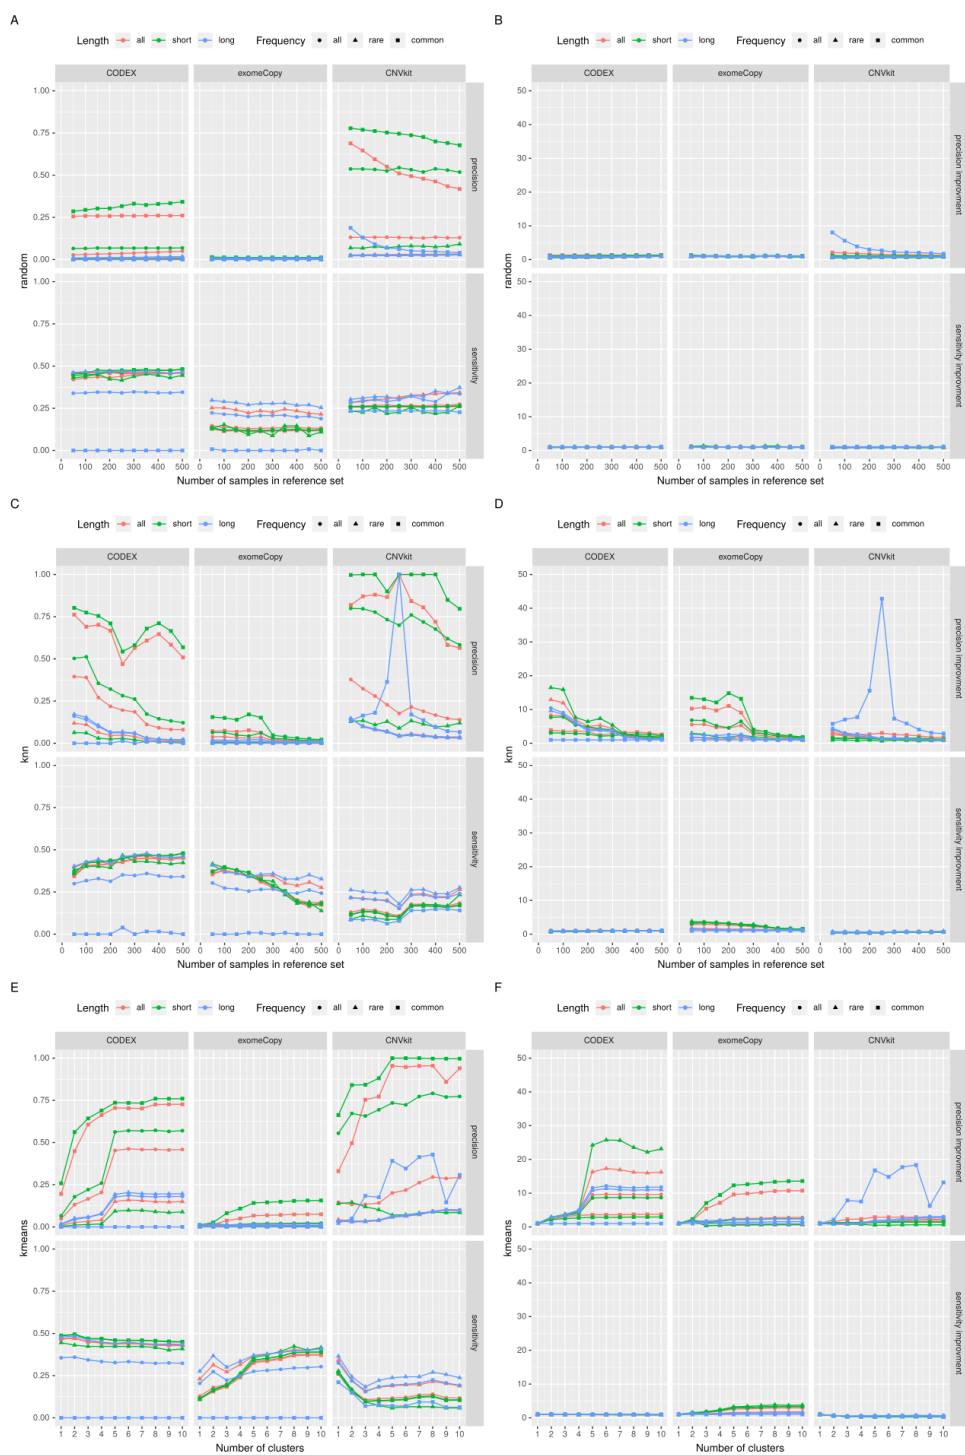 A
Length all short long Frequency all rare common
CODEX exomeCopy CNVkit
1.00
0.75
0.50
0.25
0.00
precision
random
1.00
0.75
0.50
0.25
0.00
sensitivity
0 100 200 300 400 500 0 100 200 300 400 500 0 100 200 300 400 500
Number of samples in reference set
B
Length all short long Frequency all rare common
CODEX exomeCopy CNVkit
50
40
30
20
10
0
precision improvment
random
50
40
30
20
10
0
sensitivity improvment
0 100 200 300 400 500 0 100 200 300 400 500 0 100 200 300 400 500
Number of samples in reference set
C
Length all short long Frequency all rare common
CODEX exomeCopy CNVkit
1.00
0.75
0.50
0.25
0.00
precision
knn
1.00
0.75
0.50
0.25
0.00
sensitivity
0 100 200 300 400 500 0 100 200 300 400 500 0 100 200 300 400 500
Number of samples in reference set
D
Length all short long Frequency all rare common
CODEX exomeCopy CNVkit
50
40
30
20
10
0
precision improvment
knn
50
40
30
20
10
0
sensitivity improvment
0 100 200 300 400 500 0 100 200 300 400 500 0 100 200 300 400 500
Number of samples in reference set
E
Length all short long Frequency all rare common
CODEX exomeCopy CNVkit
1.00
0.75
0.50
0.25
0.00
precision
kmeans
1.00
0.75
0.50
0.25
0.00
sensitivity
1 2 3 4 5 6 7 8 9 10 1 2 3 4 5 6 7 8 9 10 1 2 3 4 5 6 7 8 9 10
Number of clusters
F
Length all short long Frequency all rare common
CODEX exomeCopy CNVkit
50
40
30
20
10
0
precision improvment
kmeans
50
40
30
20
10
0
sensitivity improvment
1 2 3 4 5 6 7 8 9 10 1 2 3 4 5 6 7 8 9 10 1 2 3 4 5 6 7 8 9 10
Number of clusters